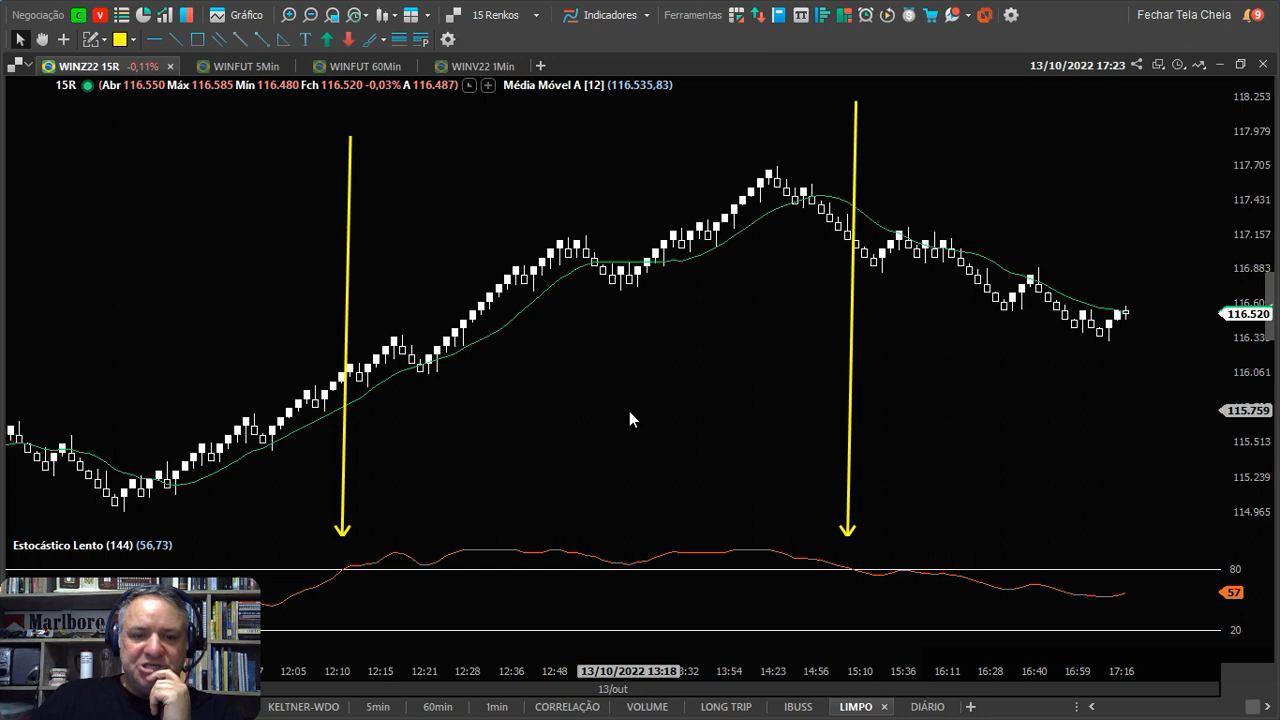 Negociação C V Gráfico 15 Renkos Indicadores Ferramentas Fechar Tela Cheia 9
T P
WINZ22 15R -0,11% × WINFUT 5Min WINFUT 60Min WINV22 1Min + 13/10/2022 17:23
15R (Abr 116.550 Máx 116.585 Mín 116.480 Fch 116.520 -0,03% A 116.487) Média Móvel A [12] (116.535,83)
118.253
117.979
117.705
117.431
117.157
116.883
116.60
116.520
116.33
116.061
115.759
115.513
115.239
114.965
Estocástico Lento (144) (56,73)
80
57
20
Marlboro
12:05 12:10 12:15 12:21 12:28 12:36 12:48 13/10/2022 13:18 3:32 13:54 14:23 14:56 15:10 15:36 16:11 16:28 16:40 16:59 17:16
13/out
KELTNER-WDO 5min 60min 1min CORRELAÇÃO VOLUME LONG TRIP IBUSS LIMPO × DIÁRIO +